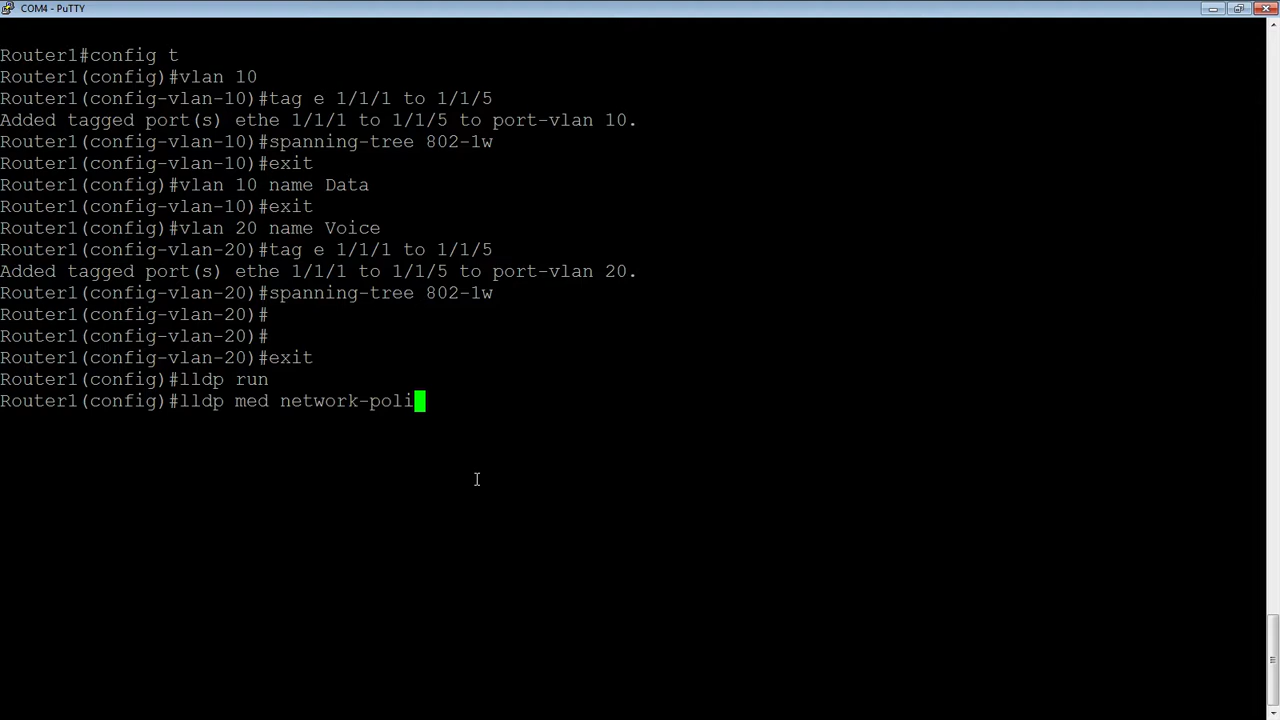 COM4 - PuTTY
Router1#config t
Router1(config)#vlan 10
Router1(config-vlan-10)#tag e 1/1/1 to 1/1/5
Added tagged port(s) ethe 1/1/1 to 1/1/5 to port-vlan 10.
Router1(config-vlan-10)#spanning-tree 802-1w
Router1(config-vlan-10)#exit
Router1(config)#vlan 10 name Data
Router1(config-vlan-10)#exit
Router1(config)#vlan 20 name Voice
Router1(config-vlan-20)#tag e 1/1/1 to 1/1/5
Added tagged port(s) ethe 1/1/1 to 1/1/5 to port-vlan 20.
Router1(config-vlan-20)#spanning-tree 802-1w
Router1(config-vlan-20)#
Router1(config-vlan-20)#
Router1(config-vlan-20)#exit
Router1(config)#lldp run
Router1(config)#lldp med network-poli